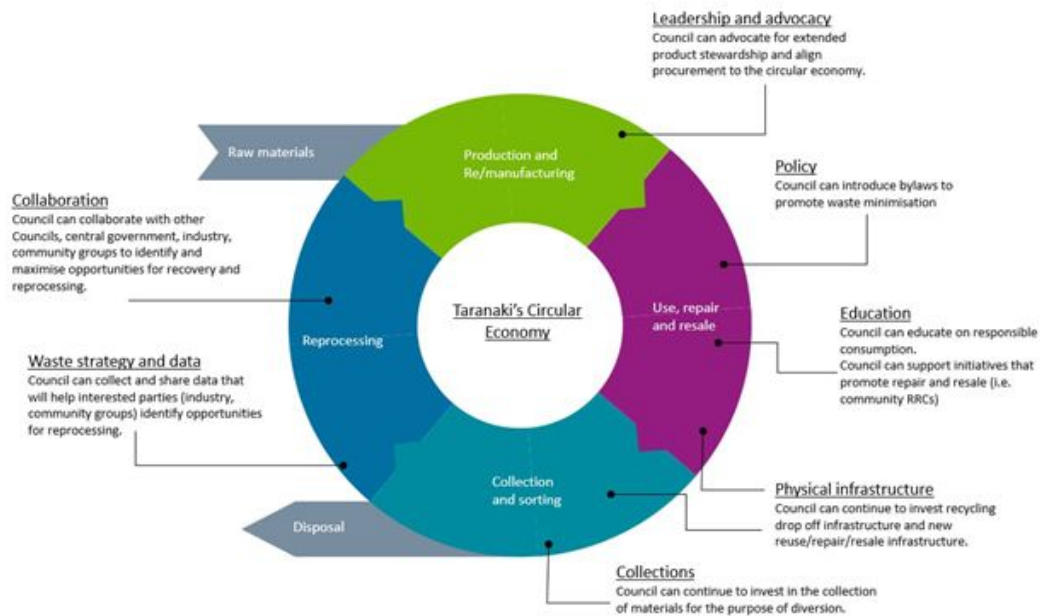 Leadership and advocacy
Council can advocate for extended
product stewardship and align
procurement to the circular economy.
Raw materials
Production and
Re/manufacturing
Policy
Council can introduce bylaws to
promote waste minimisation
Collaboration
Council can collaborate with other
Councils, central government, industry,
community groups to identify and
maximise opportunities for recovery and
reprocessing.
Taranaki's Circular
Economy
Use, repair
and resale
Reprocessing
Education
Council can educate on responsible
consumption.
Council can support initiatives that
promote repair and resale (i.e.
community RRCs)
Waste strategy and data
Council can collect and share data that
will help interested parties (industry,
community groups) identify opportunities
for reprocessing.
Collection
and sorting
Physical infrastructure
Council can continue to invest recycling
drop off infrastructure and new
reuse/repair/resale infrastructure.
Disposal
Collections
Council can continue to invest in the collection
of materials for the purpose of diversion.